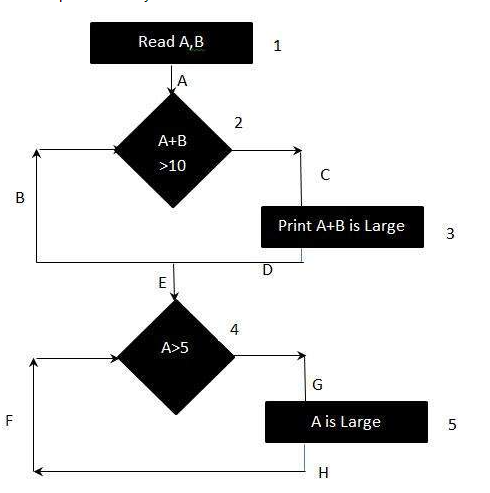 Read A,B
1
A
2
A+B
>10
C
B
Print A+B is Large
3
D
E
4
A>5
G
F
A is Large
5
H